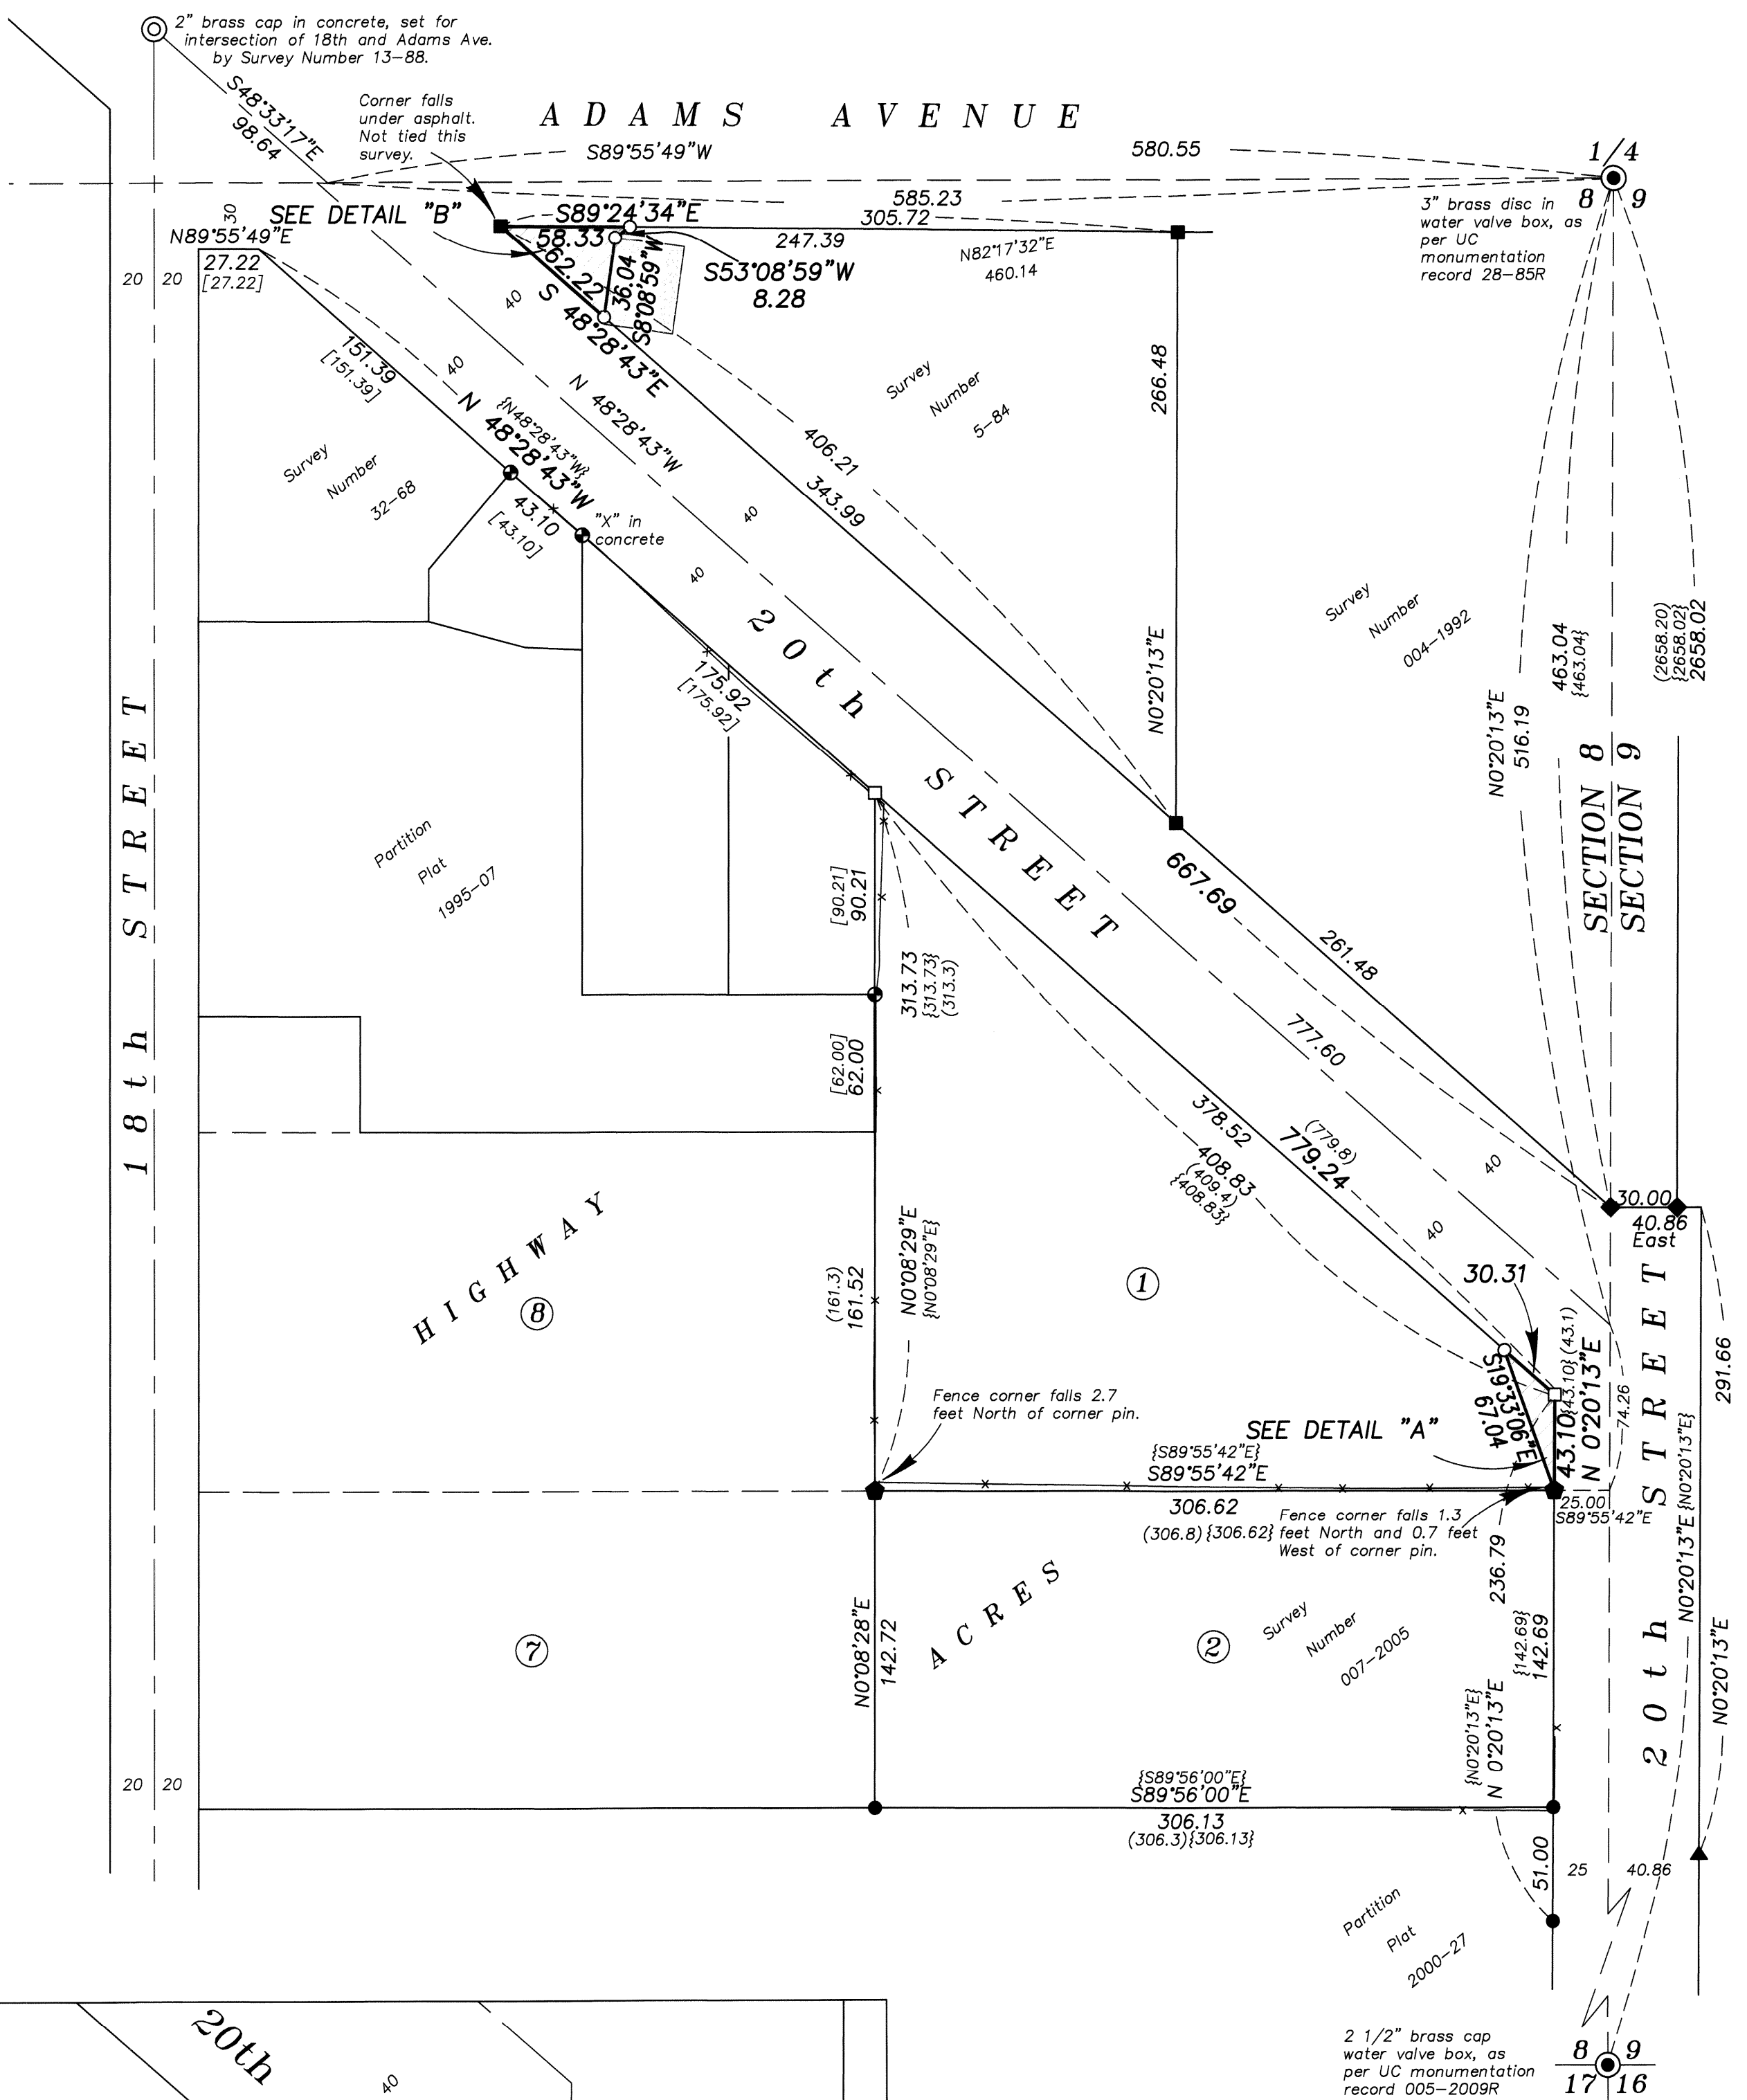 2” brass cap in concrete, set for
intersection of 18th and Adams Ave.
by Survey Number 13–88.
S48°33'17”E
98.64
Corner falls
under asphalt.
Not tied this
survey.
ADAMS AVENUE
S89°55'49”W
580.55
585.23
1/4
8 9
3” brass disc in
water valve box, as
per UC
monumentation
record 28–85R
SEE DETAIL "B"
S89°24'34”E
305.72
58.33
247.39
N82°17'32”E
460.14
S53°08'59”W
8.28
36.04
S8°08'59”W
62.22
S 48°28'43”E
30
N89°55'49”E
27.22
[27.22]
20 20
40
40
151.39
[151.39]
N 48°28'43”W
{N48°28'43”W}
N 48°28'43”W
43.10
[43.10]
"X" in
concrete
Survey
Number
32–68
Survey
Number
5–84
266.48
N0°20'13”E
406.21
343.99
40
40
Survey
Number
004–1992
N0°20'13”E
516.19
463.04
{463.04}
(2658.20)
{2658.02}
2658.02
SECTION 8
SECTION 9
20th STREET
18th STREET
175.92
[175.92]
Partition
Plat
1995–07
[90.21]
90.21
313.73
{313.73}
(313.3)
[62.00]
62.00
667.69
261.48
777.60
378.52
(779.8)
779.24
408.83
(409.4)
{408.83}
40
40
30.00
40.86
East
291.66
30.31
HIGHWAY
8
1
(161.3)
161.52
N0°08'29”E
{N0°08'29”E}
Fence corner falls 2.7
feet North of corner pin.
SEE DETAIL "A"
S19°33'06”E
67.04
43.10
{43.10}(43.1)
N 0°20'13”E
74.26
{S89°55'42”E}
S89°55'42”E
306.62
(306.8){306.62}
Fence corner falls 1.3
feet North and 0.7 feet
West of corner pin.
25.00
S89°55'42”E
20th STREET
N0°20'13”E {N0°20'13”E}
N0°20'13”E
236.79
{142.69}
142.69
N0°08'28”E
142.72
ACRES
7
2
Survey
Number
007–2005
{N0°20'13”E}
N 0°20'13”E
20 20
{S89°56'00”E}
S89°56'00”E
306.13
(306.3){306.13}
51.00
25
40.86
Partition
Plat
2000–27
20th
40
2 1/2” brass cap
water valve box, as
per UC monumentation
record 005–2009R
8 9
17 16